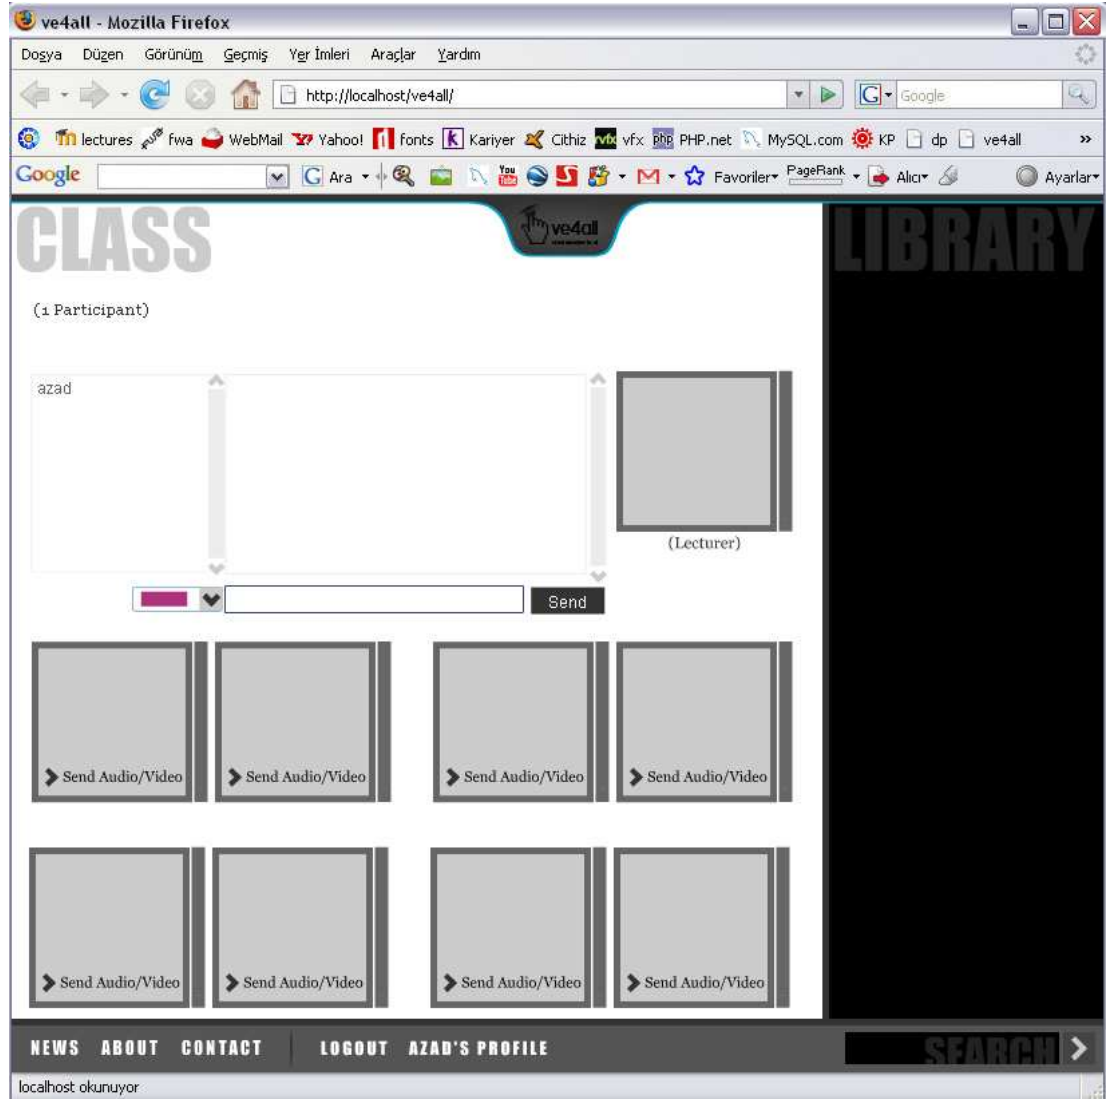 ve4all - Mozilla Firefox
Dosya Düzen Görünüm Geçmiş Yer İmleri Araçlar Yardım
http://localhost/ve4all/ G Google
lectures fwa WebMail Yahoo! fonts Kariyer Cithiz vfx vfx php PHP.net MySQL.com KP dp ve4all »
Google G Ara You Tube Favoriler PageRank Alıcı Ayarlar
CLASS ve4all LIBRARY
(1 Participant)
azad
(Lecturer)
Send
Send Audio/Video Send Audio/Video Send Audio/Video Send Audio/Video
Send Audio/Video Send Audio/Video Send Audio/Video Send Audio/Video
NEWS ABOUT CONTACT LOGOUT AZAD'S PROFILE SEARCH
localhost okunuyor